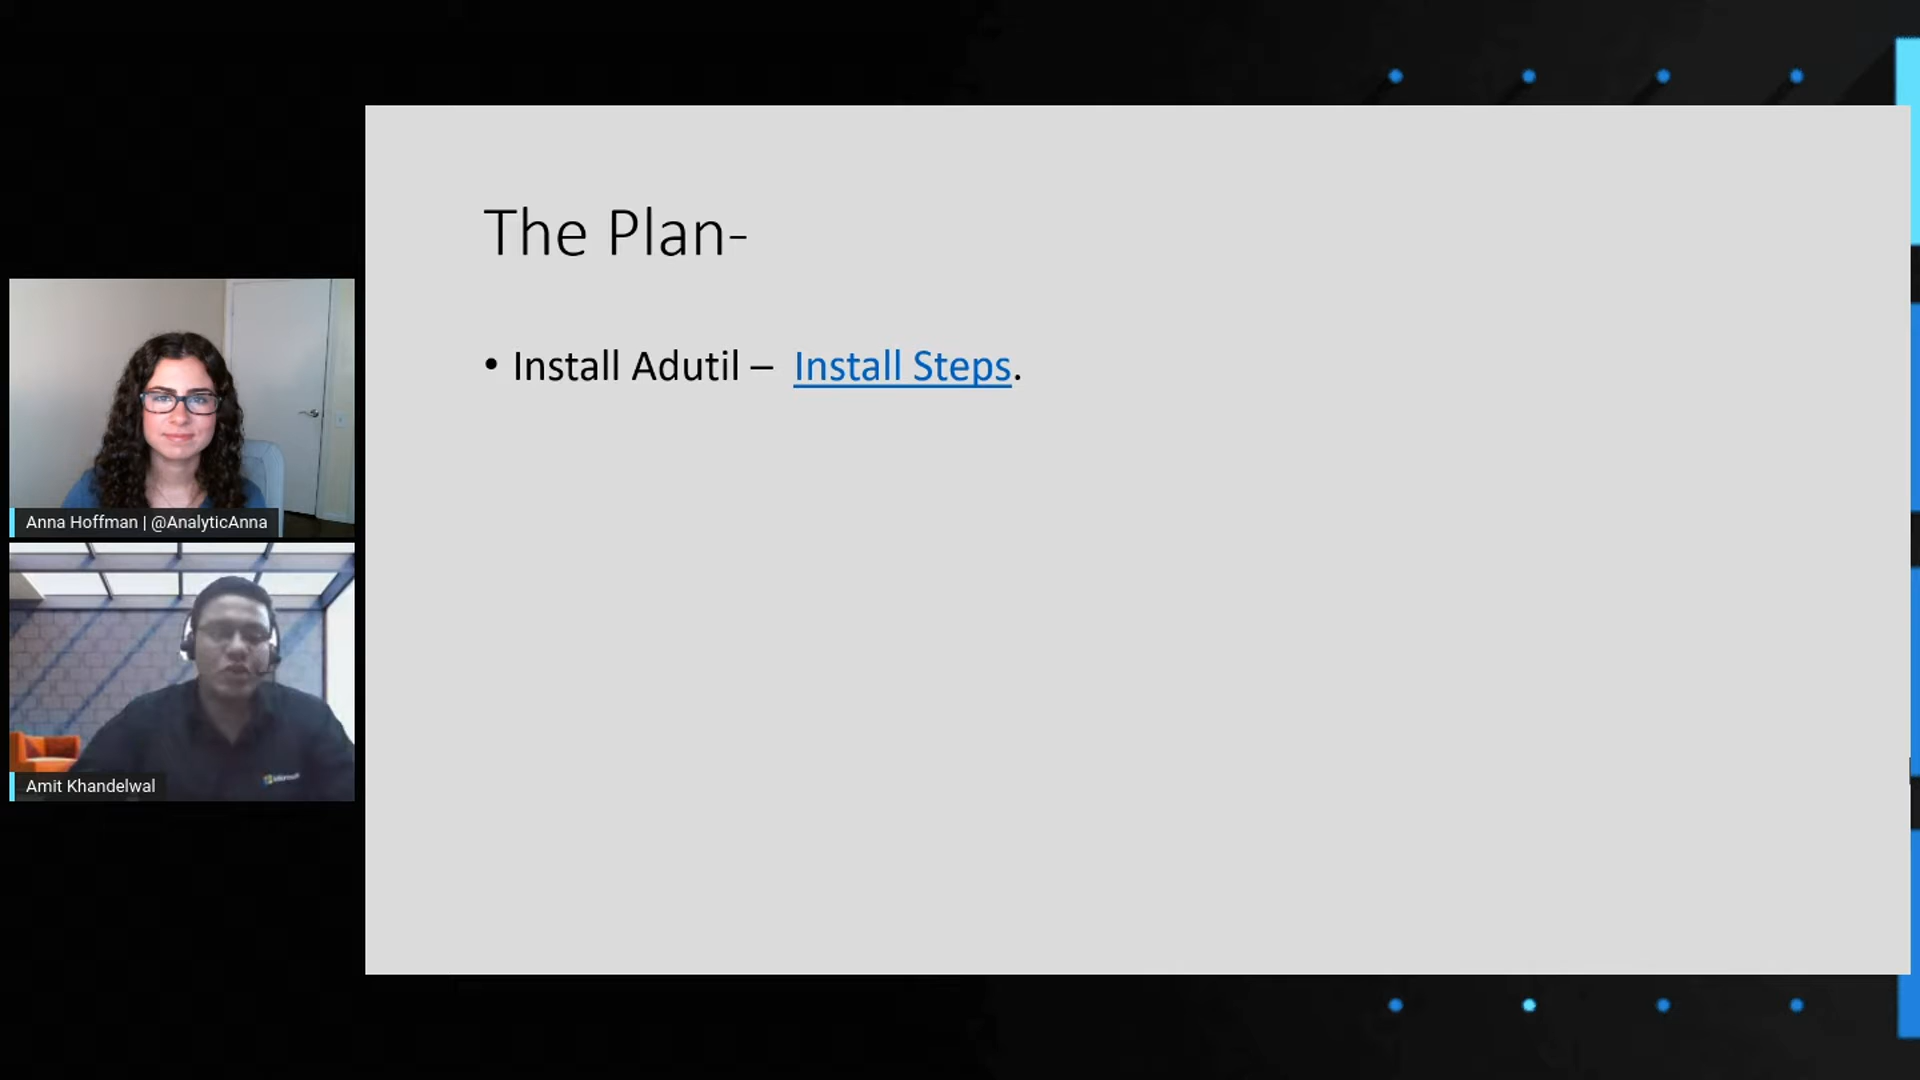 The Plan-
• Install Adutil – Install Steps.
Anna Hoffman | @AnalyticAnna
Amit Khandelwal